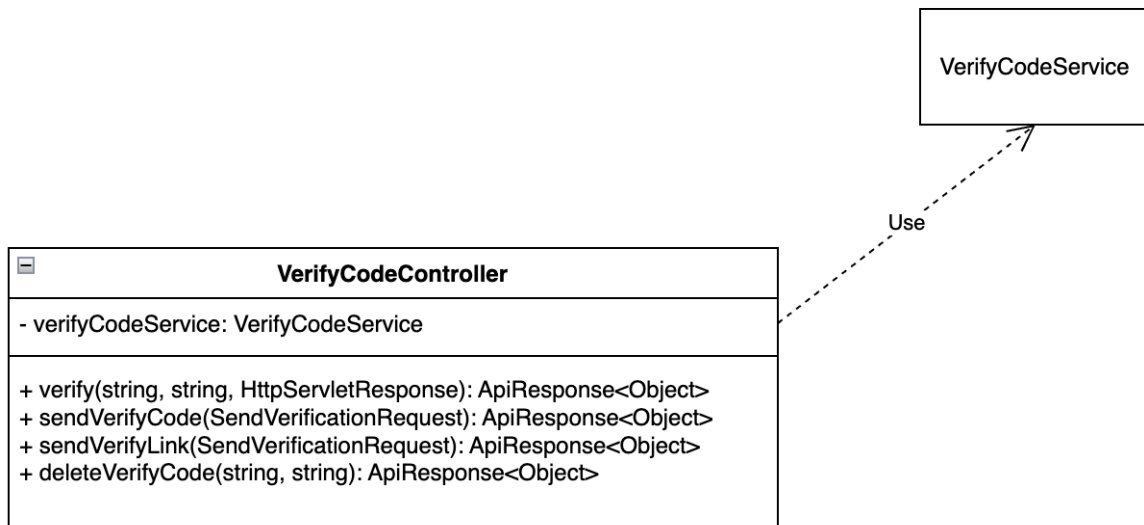 VerifyCodeService
Use
VerifyCodeController
- verifyCodeService: VerifyCodeService
+ verify(string, string, HttpServletResponse): ApiResponse<Object>
+ sendVerifyCode(SendVerificationRequest): ApiResponse<Object>
+ sendVerifyLink(SendVerificationRequest): ApiResponse<Object>
+ deleteVerifyCode(string, string): ApiResponse<Object>